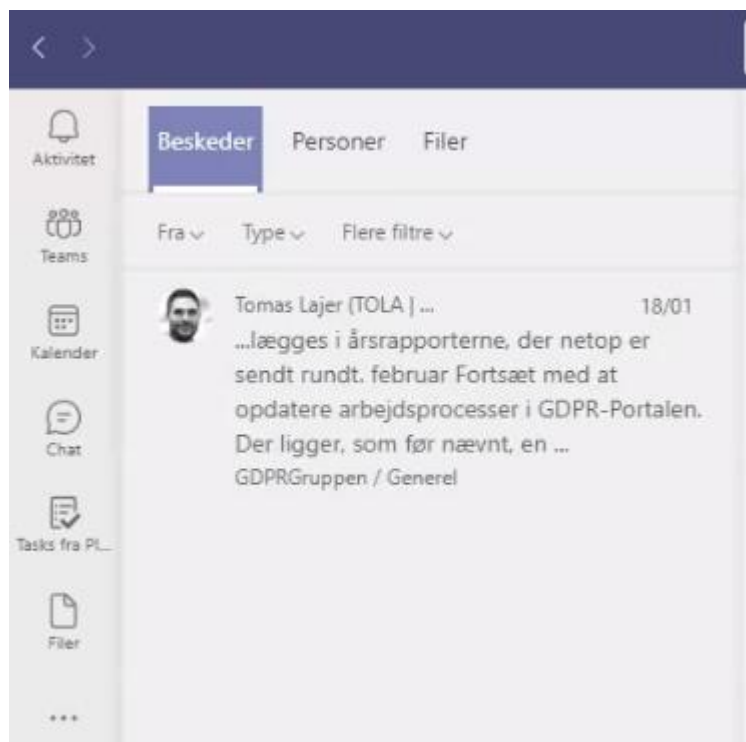 Aktivitet
Teams
Kalender
Chat
Tasks fra Pl...
Filer
...
Beskeder Personer Filer
Fra Type Flere filtre
Tomas Lajer (TOLA | ... 18/01
...lægges i årsrapporterne, der netop er
sendt rundt. februar Fortsæt med at
opdatere arbejdsprocesser i GDPR-Portalen.
Der ligger, som før nævnt, en ...
GDPRGruppen / Generel